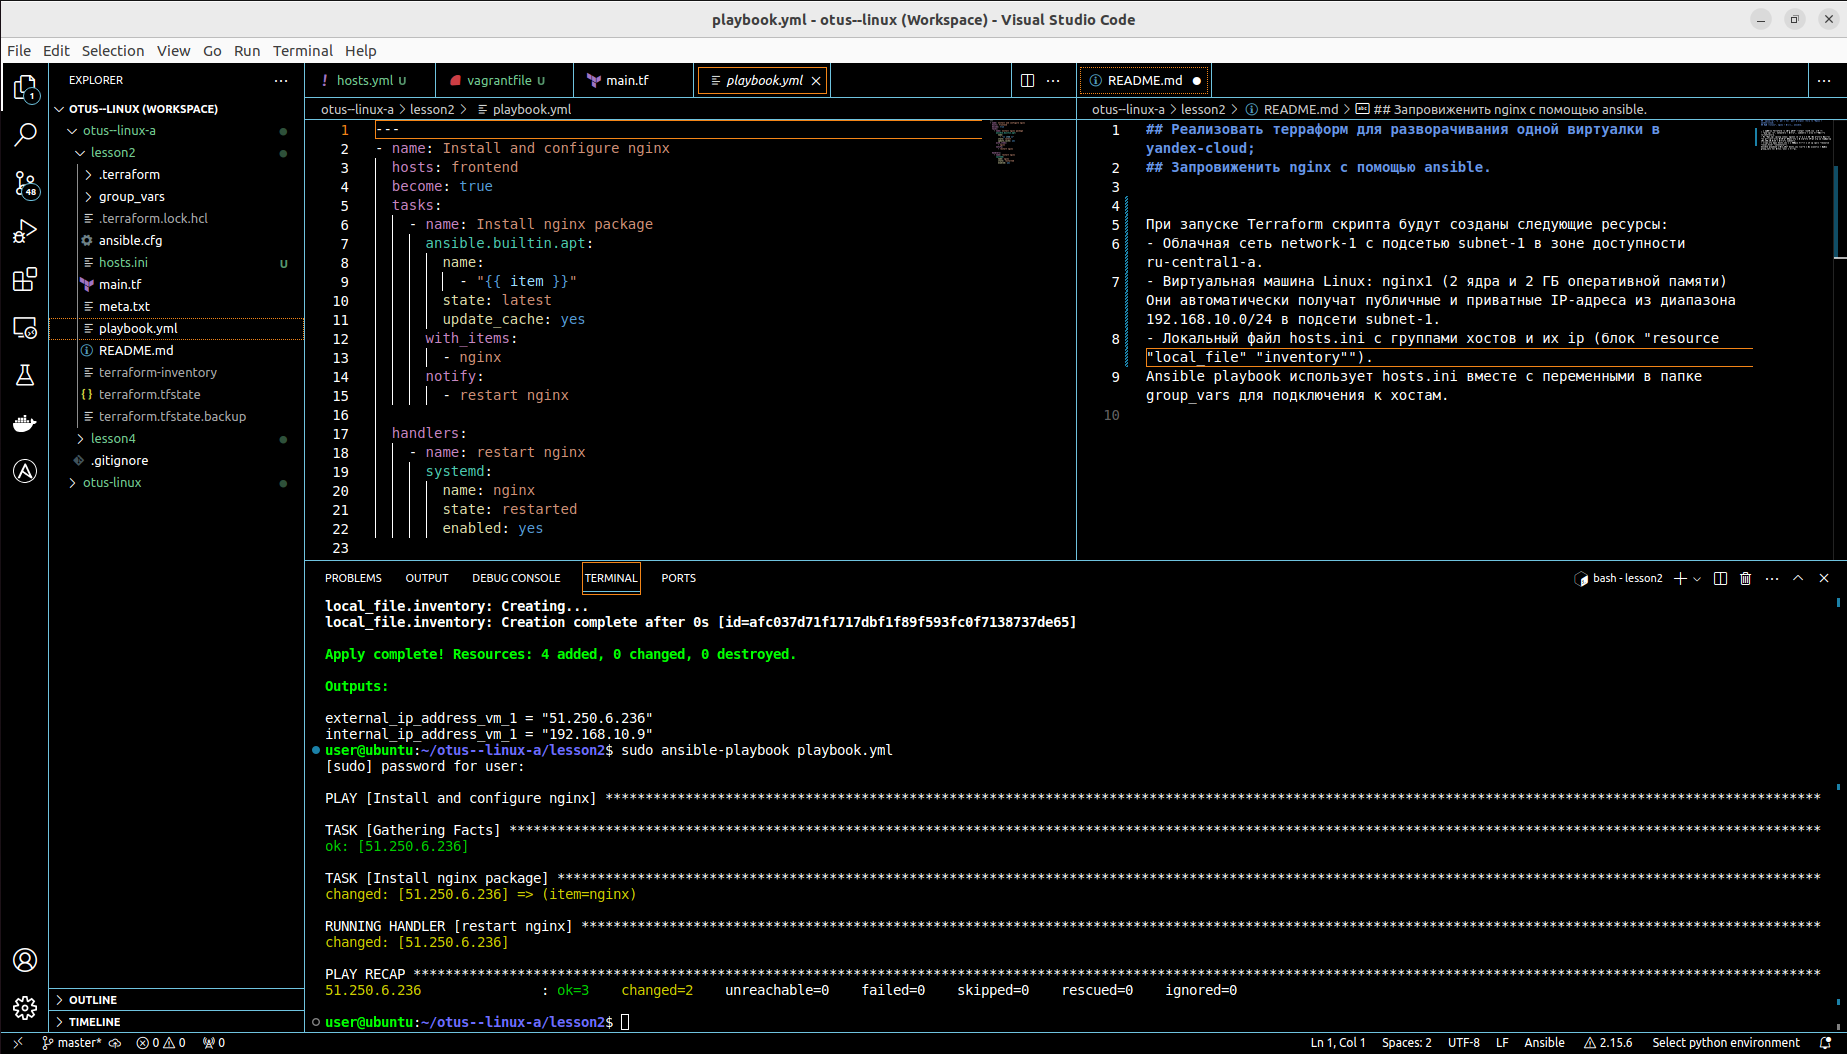 playbook.yml - otus--linux (Workspace) - Visual Studio Code
File Edit Selection View Go Run Terminal Help
EXPLORER
OTUS--LINUX (WORKSPACE)
otus--linux-a
lesson2
.terraform
group_vars
.terraform.lock.hcl
ansible.cfg
hosts.ini U
main.tf
meta.txt
playbook.yml
README.md
terraform-inventory
terraform.tfstate
terraform.tfstate.backup
lesson4
.gitignore
otus-linux
OUTLINE
TIMELINE
1
48
hosts.yml U
vagrantfile U
main.tf
playbook.yml
otus--linux-a > lesson2 > playbook.yml
1 ---
2 - name: Install and configure nginx
3 hosts: frontend
4 become: true
5 tasks:
6 - name: Install nginx package
7 ansible.builtin.apt:
8 name:
9 - "{{ item }}"
10 state: latest
11 update_cache: yes
12 with_items:
13 - nginx
14 notify:
15 - restart nginx
16
17 handlers:
18 - name: restart nginx
19 systemd:
20 name: nginx
21 state: restarted
22 enabled: yes
23
README.md
otus--linux-a > lesson2 > README.md > ## Запровиженить nginx с помощью ansible.
1 ## Реализовать терраформ для разворачивания одной виртуалки в
yandex-cloud;
2 ## Запровиженить nginx с помощью ansible.
3
4
5 При запуске Terraform скрипта будут созданы следующие ресурсы:
6 - Облачная сеть network-1 с подсетью subnet-1 в зоне доступности
ru-central1-a.
7 - Виртуальная машина Linux: nginx1 (2 ядра и 2 ГБ оперативной памяти)
Они автоматически получат публичные и приватные IP-адреса из диапазона
192.168.10.0/24 в подсети subnet-1.
8 - Локальный файл hosts.ini с группами хостов и их ip (блок "resource
"local_file" "inventory"").
9 Ansible playbook использует hosts.ini вместе с переменными в папке
group_vars для подключения к хостам.
10
PROBLEMS OUTPUT DEBUG CONSOLE TERMINAL PORTS
bash - lesson2
local_file.inventory: Creating...
local_file.inventory: Creation complete after 0s [id=afc037d71f1717dbf1f89f593fc0f7138737de65]
Apply complete! Resources: 4 added, 0 changed, 0 destroyed.
Outputs:
external_ip_address_vm_1 = "51.250.6.236"
internal_ip_address_vm_1 = "192.168.10.9"
user@ubuntu:~/otus--linux-a/lesson2$ sudo ansible-playbook playbook.yml
[sudo] password for user:
PLAY [Install and configure nginx] ********************************************************************************************************************************************************
TASK [Gathering Facts] ********************************************************************************************************************************************************************
ok: [51.250.6.236]
TASK [Install nginx package] **************************************************************************************************************************************************************
changed: [51.250.6.236] => (item=nginx)
RUNNING HANDLER [restart nginx] ***********************************************************************************************************************************************************
changed: [51.250.6.236]
PLAY RECAP ********************************************************************************************************************************************************************************
51.250.6.236 : ok=3 changed=2 unreachable=0 failed=0 skipped=0 rescued=0 ignored=0
user@ubuntu:~/otus--linux-a/lesson2$
master* 0 0 0 Ln 1, Col 1 Spaces: 2 UTF-8 LF Ansible 2.15.6 Select python environment